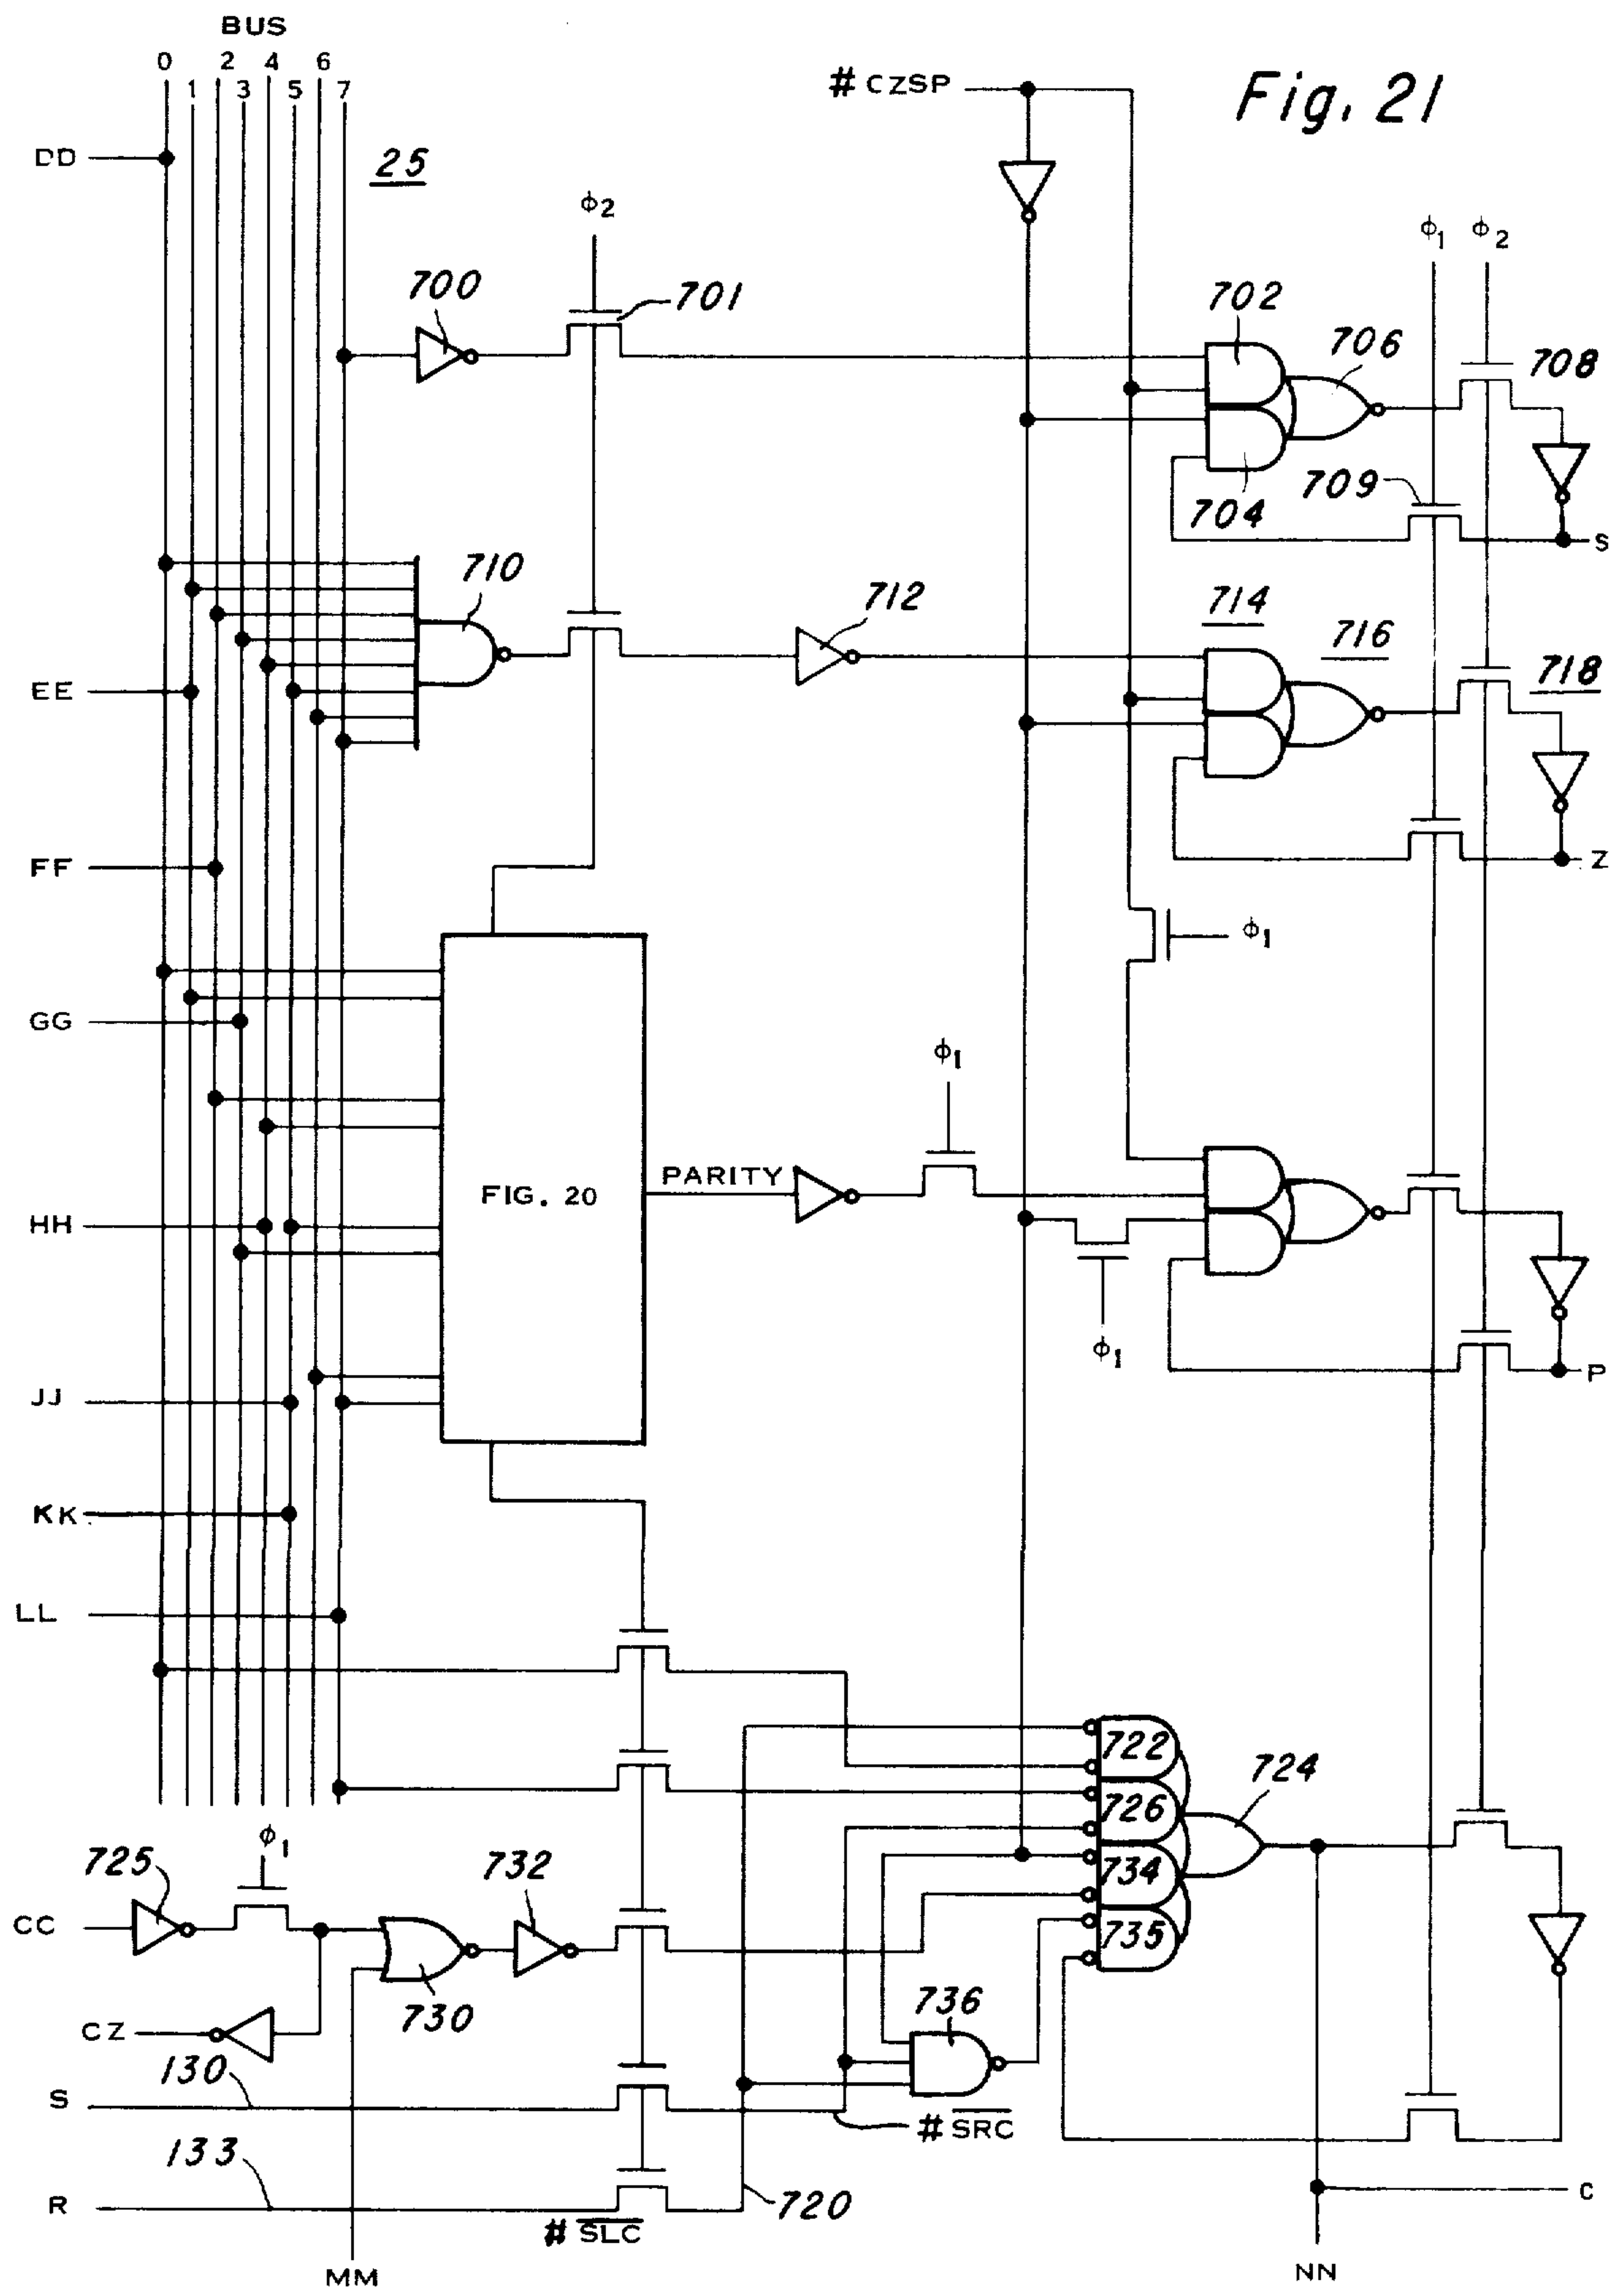 BUS
0 1 2 3 4 5 6 7
# CZSP
Fig. 21
DD
25
ϕ2
ϕ1 ϕ2
700
701
702
706
708
709
704
S
710
712
714
716
718
EE
Z
FF
ϕ1
GG
ϕ1
PARITY
FIG. 20
HH
ϕ1
P
JJ
KK
LL
722
724
726
ϕ1
725
732
734
CC
735
730
736
CZ
130
S
# S̅R̅C̅
133
R
720
# S̅L̅C̅
C
MM
NN